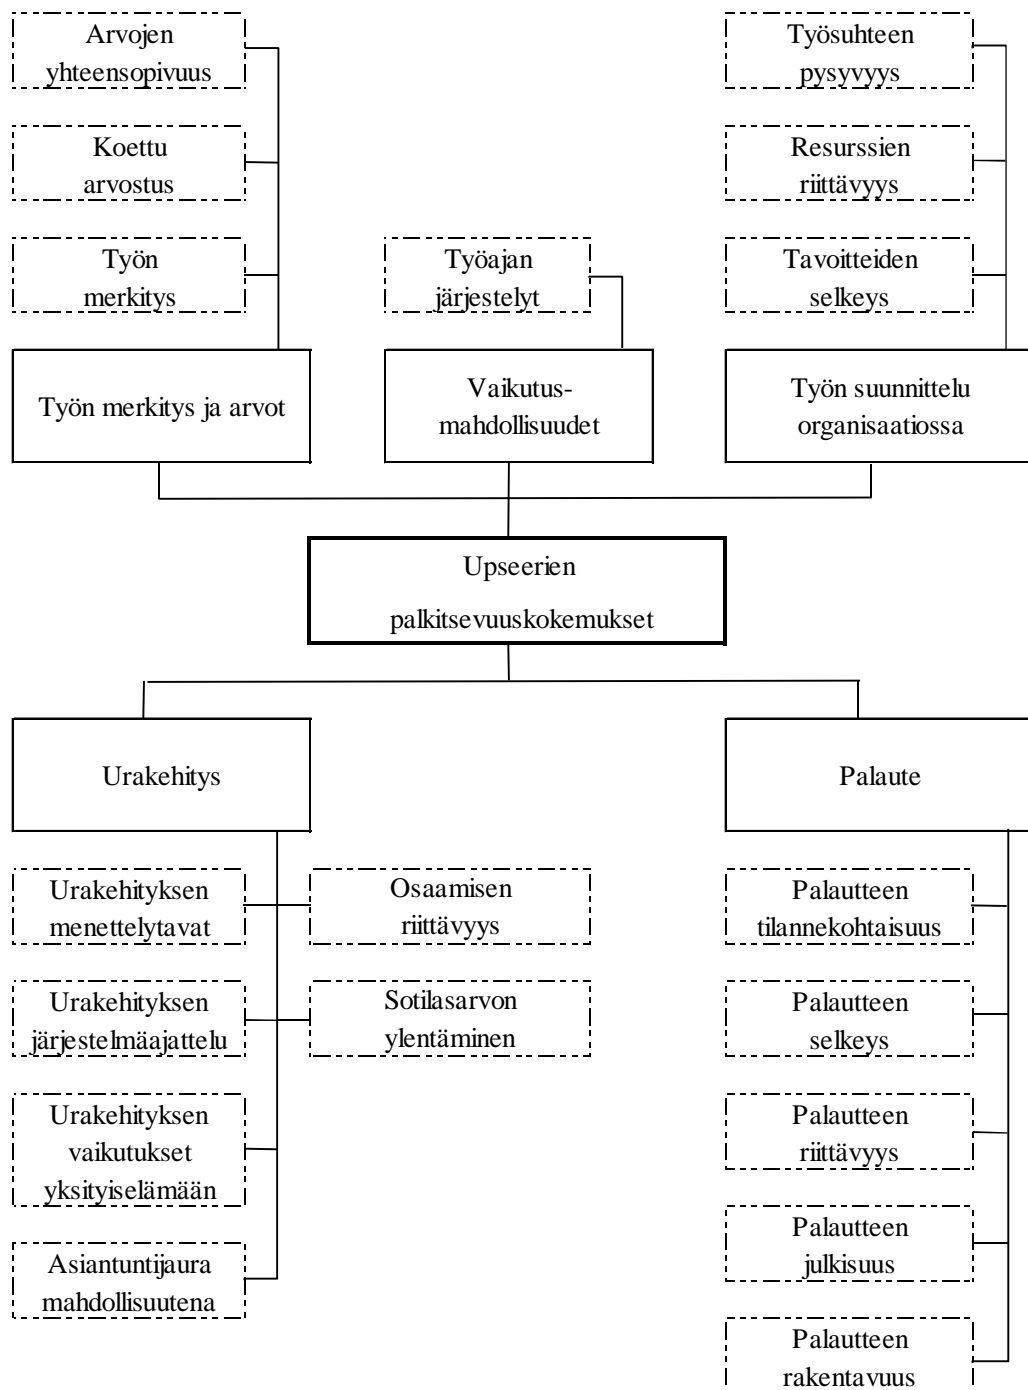 Arvojen
yhteensopivuus
Työsuhteen
pysyvyys
Koettu
arvostus
Resurssien
riittävyys
Työn
merkitys
Työajan
järjestelyt
Tavoitteiden
selkeys
Työn merkitys ja arvot
Vaikutus-
mahdollisuudet
Työn suunnittelu
organisaatiossa
Upseerien
palkitsevuuskokemukset
Urakehitys
Palaute
Urakehityksen
menettelytavat
Osaamisen
riittävyys
Palautteen
tilannekohtaisuus
Urakehityksen
järjestelmäajattelu
Sotilasarvon
ylentäminen
Palautteen
selkeys
Urakehityksen
vaikutukset
yksityiselämään
Palautteen
riittävyys
Asiantuntijaura
mahdollisuutena
Palautteen
julkisuus
Palautteen
rakentavuus